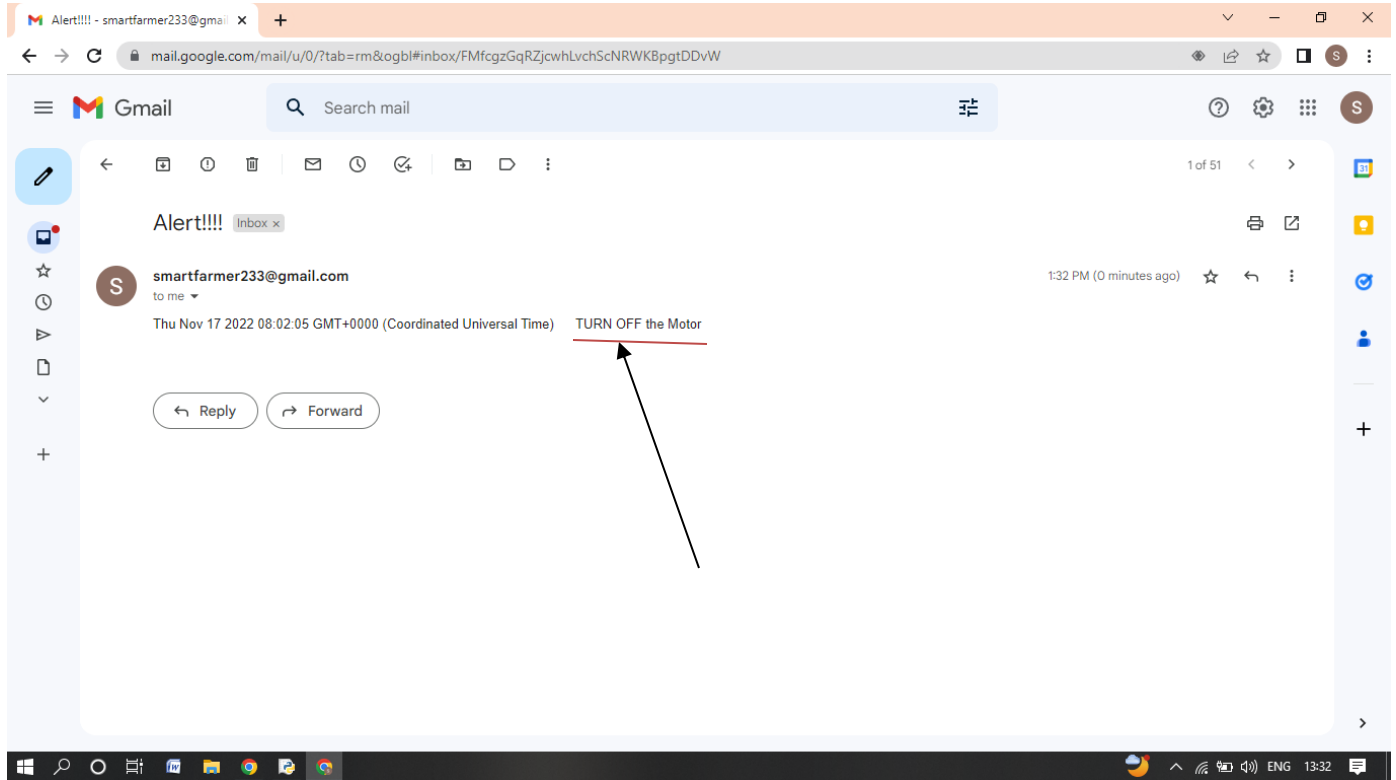 Alert!!!! - smartfarmer233@gmail
mail.google.com/mail/u/0/?tab=rm&ogbl#inbox/FMfcgzGqRZjcwhLvchScNRWKBpgtDDvW
S
Gmail
Search mail
S
1 of 51
31
Alert!!!! Inbox ×
S
smartfarmer233@gmail.com
1:32 PM (0 minutes ago)
to me
Thu Nov 17 2022 08:02:05 GMT+0000 (Coordinated Universal Time) TURN OFF the Motor
Reply
Forward
ENG 13:32